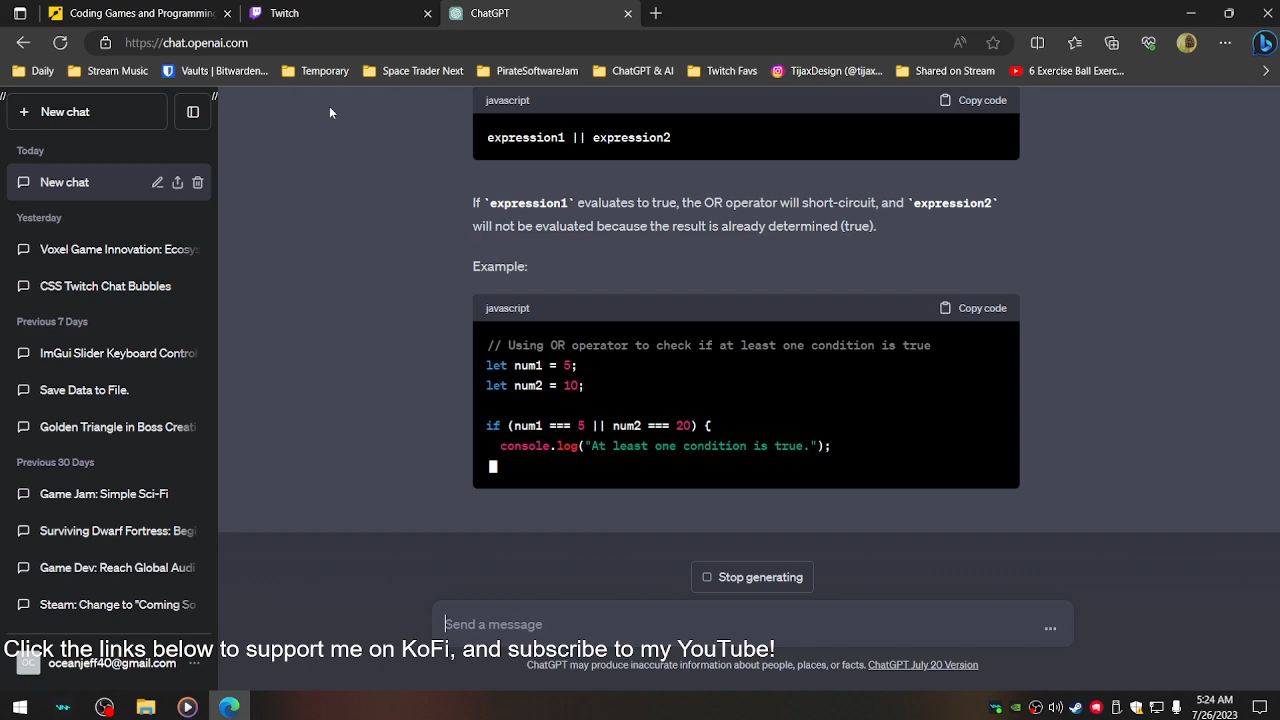 Coding Games and Programming
Twitch
ChatGPT
https://chat.openai.com
Daily
Stream Music
Vaults | Bitwarden...
Temporary
Space Trader Next
PirateSoftwareJam
ChatGPT & AI
Twitch Favs
TijaxDesign (@tijax...
Shared on Stream
6 Exercise Ball Exerc...
New chat
Today
New chat
Yesterday
Voxel Game Innovation: Ecosy
CSS Twitch Chat Bubbles
Previous 7 Days
ImGui Slider Keyboard Control
Save Data to File.
Golden Triangle in Boss Creati
Previous 30 Days
Game Jam: Simple Sci-Fi
Surviving Dwarf Fortress: Begi
Game Dev: Reach Global Audi
Steam: Change to "Coming So
CC
oceanjeff40@gmail.com
javascript
Copy code
expression1 || expression2
If `expression1` evaluates to true, the OR operator will short-circuit, and `expression2`
will not be evaluated because the result is already determined (true).
Example:
javascript
Copy code
// Using OR operator to check if at least one condition is true
let num1 = 5;
let num2 = 10;
if (num1 === 5 || num2 === 20) {
console.log("At least one condition is true.");
Stop generating
Send a message
Click the links below to support me on KoFi, and subscribe to my YouTube!
ChatGPT may produce inaccurate information about people, places, or facts. ChatGPT July 20 Version
5:24 AM
7/26/2023